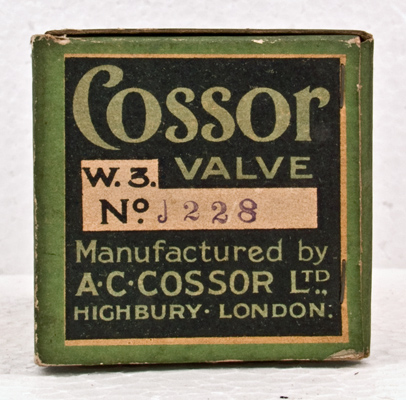 Cossor
W.3. VALVE
Nº J228
Manufactured by
A·C·COSSOR LTD.,
HIGHBURY· LONDON.